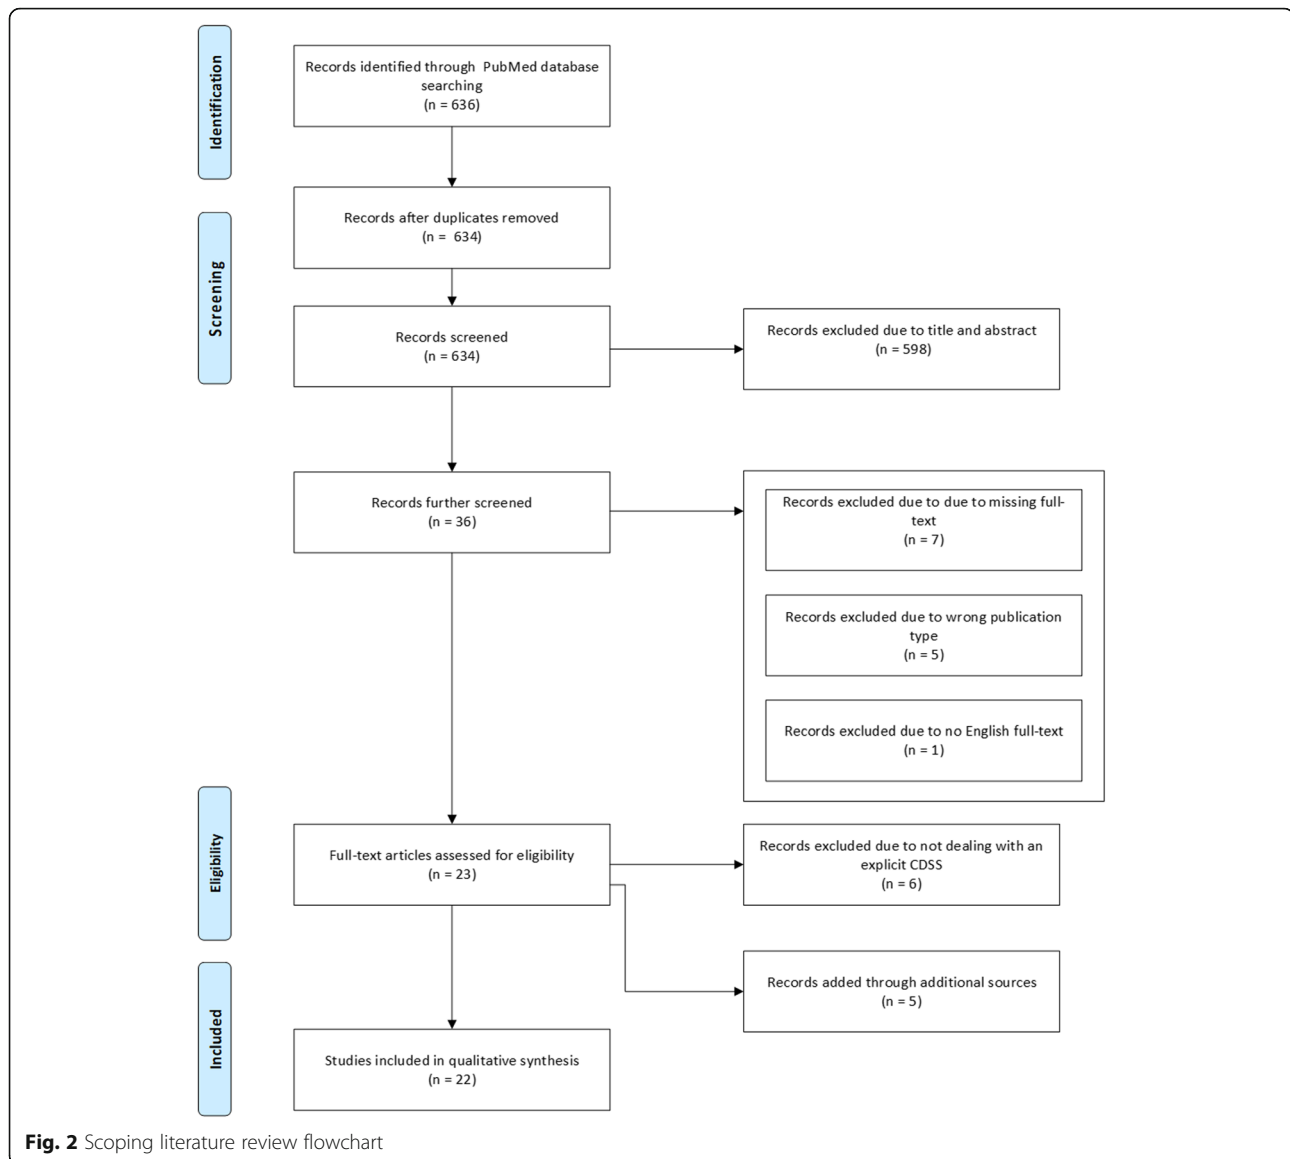 Identification
Records identified through PubMed database
searching
(n = 636)
Screening
Records after duplicates removed
(n = 634)
Records screened
(n = 634)
Records excluded due to title and abstract
(n = 598)
Records further screened
(n = 36)
Records excluded due to due to missing full-
text
(n = 7)
Records excluded due to wrong publication
type
(n = 5)
Records excluded due to no English full-text
(n = 1)
Eligibility
Full-text articles assessed for eligibility
(n = 23)
Records excluded due to not dealing with an
explicit CDSS
(n = 6)
Records added through additional sources
(n = 5)
Included
Studies included in qualitative synthesis
(n = 22)
Fig. 2 Scoping literature review flowchart